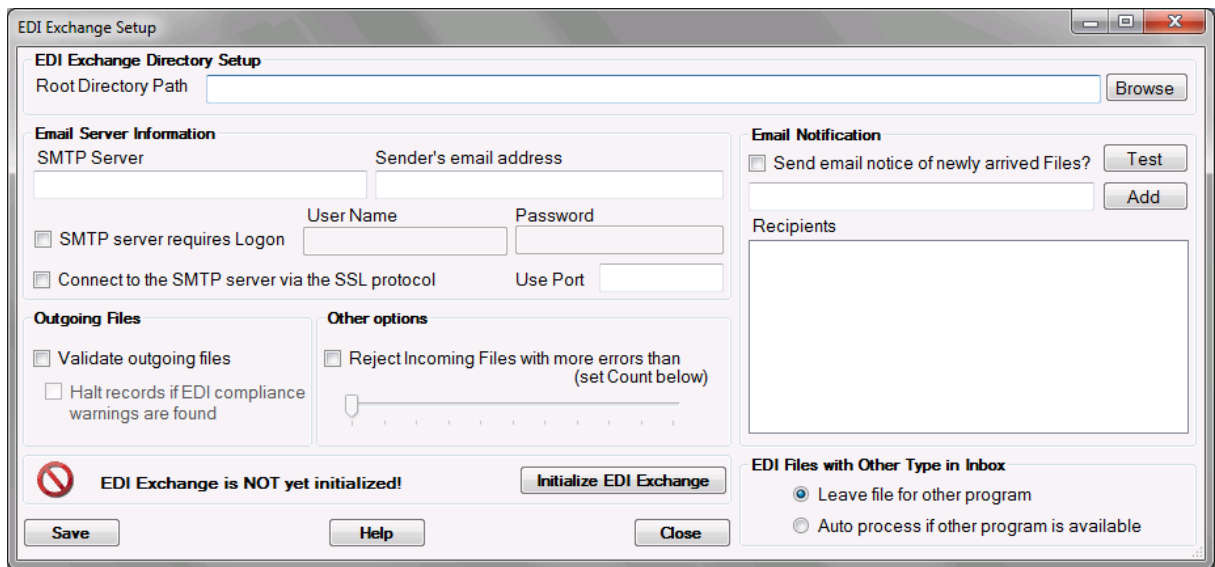 EDI Exchange Setup
EDI Exchange Directory Setup
Root Directory Path
Browse
Email Server Information
SMTP Server
Sender's email address
User Name
Password
SMTP server requires Logon
Connect to the SMTP server via the SSL protocol
Use Port
Email Notification
Send email notice of newly arrived Files?
Test
Add
Recipients
Outgoing Files
Validate outgoing files
Halt records if EDI compliance
warnings are found
Other options
Reject Incoming Files with more errors than
(set Count below)
EDI Exchange is NOT yet initialized!
Initialize EDI Exchange
EDI Files with Other Type in Inbox
Leave file for other program
Auto process if other program is available
Save
Help
Close